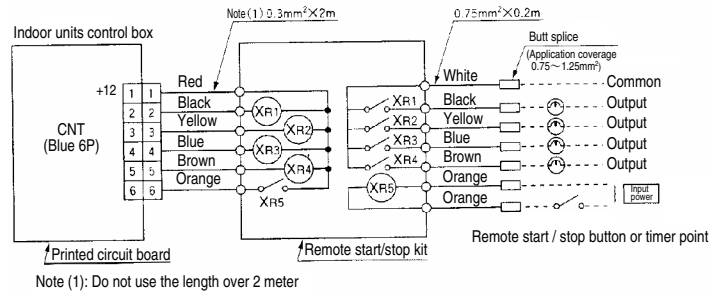 Note (1) 0.3mm²×2m
0.75mm²×0.2m
Indoor units control box
Butt splice
(Application coverage
0.75～1.25mm²)
+12
CNT
(Blue 6P)
1 1
2 2
3 3
4 4
5 5
6 6
Red
Black
Yellow
Blue
Brown
Orange
XR1
XR2
XR3
XR4
XR5
XR1
XR2
XR3
XR4
XR5
White
Black
Yellow
Blue
Brown
Orange
Orange
Common
Output
Output
Output
Output
Input
power
Printed circuit board
Remote start/stop kit
Remote start / stop button or timer point
Note (1): Do not use the length over 2 meter